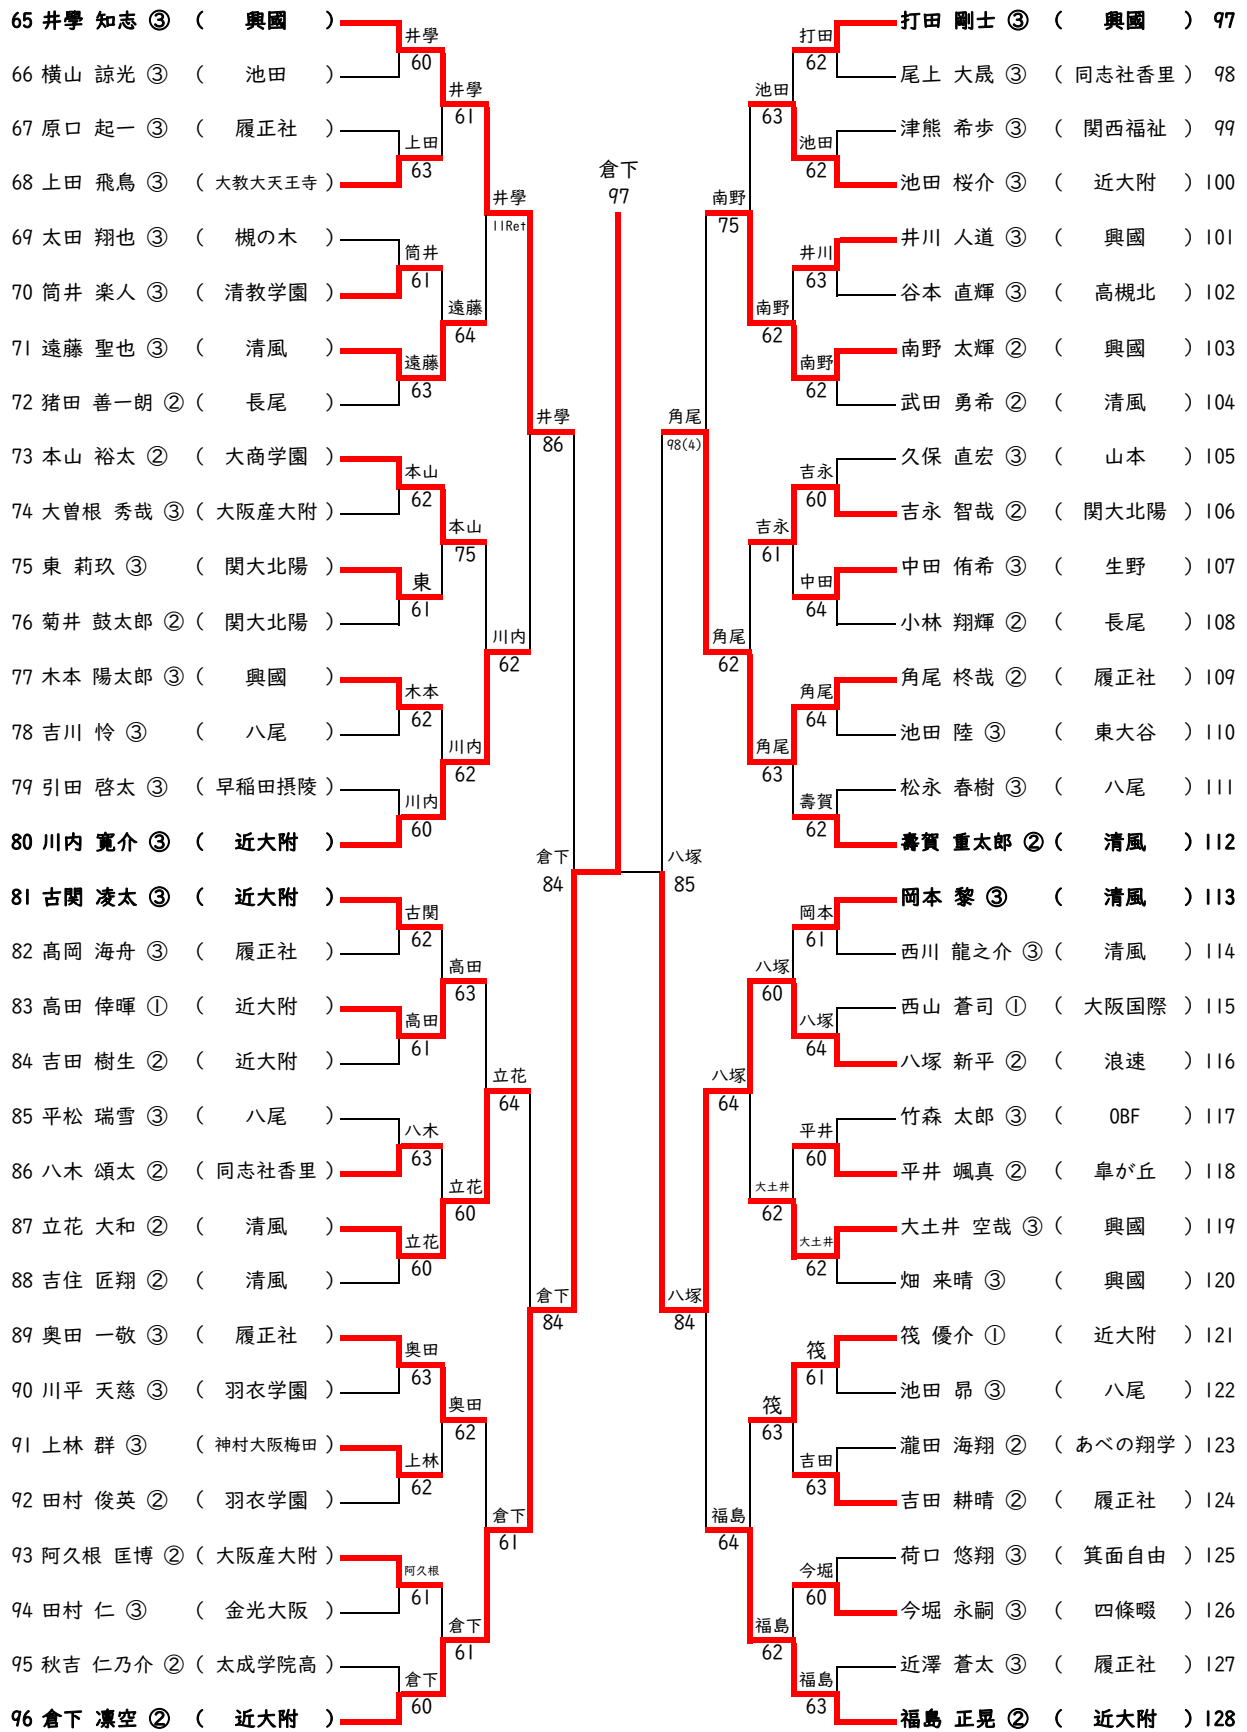 65 井學 知志 ③ ( 興國 )
66 横山 諒光 ③ ( 池田 )
67 原口 起一 ③ ( 履正社 )
68 上田 飛鳥 ③ ( 大教大天王寺 )
69 太田 翔也 ③ ( 槻の木 )
70 筒井 楽人 ③ ( 清教学園 )
71 遠藤 聖也 ③ ( 清風 )
72 猪田 善一朗 ② ( 長尾 )
73 本山 裕太 ② ( 大商学園 )
74 大曽根 秀哉 ③ ( 大阪産大附 )
75 東 莉玖 ③ ( 関大北陽 )
76 菊井 鼓太郎 ② ( 関大北陽 )
77 木本 陽太郎 ③ ( 興國 )
78 吉川 怜 ③ ( 八尾 )
79 引田 啓太 ③ ( 早稲田摂陵 )
80 川内 寛介 ③ ( 近大附 )
81 古関 凌太 ③ ( 近大附 )
82 髙岡 海舟 ③ ( 履正社 )
83 高田 倖暉 ① ( 近大附 )
84 吉田 樹生 ② ( 近大附 )
85 平松 瑞雪 ③ ( 八尾 )
86 八木 頌太 ② ( 同志社香里 )
87 立花 大和 ② ( 清風 )
88 吉住 匠翔 ② ( 清風 )
89 奥田 一敬 ③ ( 履正社 )
90 川平 天慈 ③ ( 羽衣学園 )
91 上林 群 ③ ( 神村大阪梅田 )
92 田村 俊英 ② ( 羽衣学園 )
93 阿久根 匡博 ② ( 大阪産大附 )
94 田村 仁 ③ ( 金光大阪 )
95 秋吉 仁乃介 ② ( 太成学院高 )
96 倉下 凛空 ② ( 近大附 )
井學
60
上田
63
筒井
61
遠藤
63
本山
62
東
61
木本
62
川内
60
古関
62
高田
61
八木
63
立花
60
奥田
63
上林
62
阿久根
61
倉下
60
井學
61
遠藤
64
本山
75
川内
62
高田
63
立花
60
奥田
62
倉下
61
井學
11Ret
川内
62
立花
64
倉下
61
井學
86
倉下
84
倉下
84
倉下
97
八塚
85
角尾
98(4)
八塚
84
南野
75
角尾
62
八塚
64
福島
64
池田
63
南野
62
吉永
61
角尾
63
八塚
60
大土井
62
筏
63
福島
62
打田
62
池田
62
井川
63
南野
62
吉永
60
中田
64
角尾
64
壽賀
62
岡本
61
八塚
64
平井
60
大土井
62
筏
61
吉田
63
今堀
60
福島
63
打田 剛士 ③ ( 興國 ) 97
尾上 大晟 ③ ( 同志社香里 ) 98
津熊 希歩 ③ ( 関西福祉 ) 99
池田 桜介 ③ ( 近大附 ) 100
井川 人道 ③ ( 興國 ) 101
谷本 直輝 ③ ( 高槻北 ) 102
南野 太輝 ② ( 興國 ) 103
武田 勇希 ② ( 清風 ) 104
久保 直宏 ③ ( 山本 ) 105
吉永 智哉 ② ( 関大北陽 ) 106
中田 侑希 ③ ( 生野 ) 107
小林 翔輝 ② ( 長尾 ) 108
角尾 柊哉 ② ( 履正社 ) 109
池田 陸 ③ ( 東大谷 ) 110
松永 春樹 ③ ( 八尾 ) 111
壽賀 重太郎 ② ( 清風 ) 112
岡本 黎 ③ ( 清風 ) 113
西川 龍之介 ③ ( 清風 ) 114
西山 蒼司 ① ( 大阪国際 ) 115
八塚 新平 ② ( 浪速 ) 116
竹森 太郎 ③ ( OBF ) 117
平井 颯真 ② ( 皐が丘 ) 118
大土井 空哉 ③ ( 興國 ) 119
畑 来晴 ③ ( 興國 ) 120
筏 優介 ① ( 近大附 ) 121
池田 昴 ③ ( 八尾 ) 122
瀧田 海翔 ② ( あべの翔学 ) 123
吉田 耕晴 ② ( 履正社 ) 124
荷口 悠翔 ③ ( 箕面自由 ) 125
今堀 永嗣 ③ ( 四條畷 ) 126
近澤 蒼太 ③ ( 履正社 ) 127
福島 正晃 ② ( 近大附 ) 128